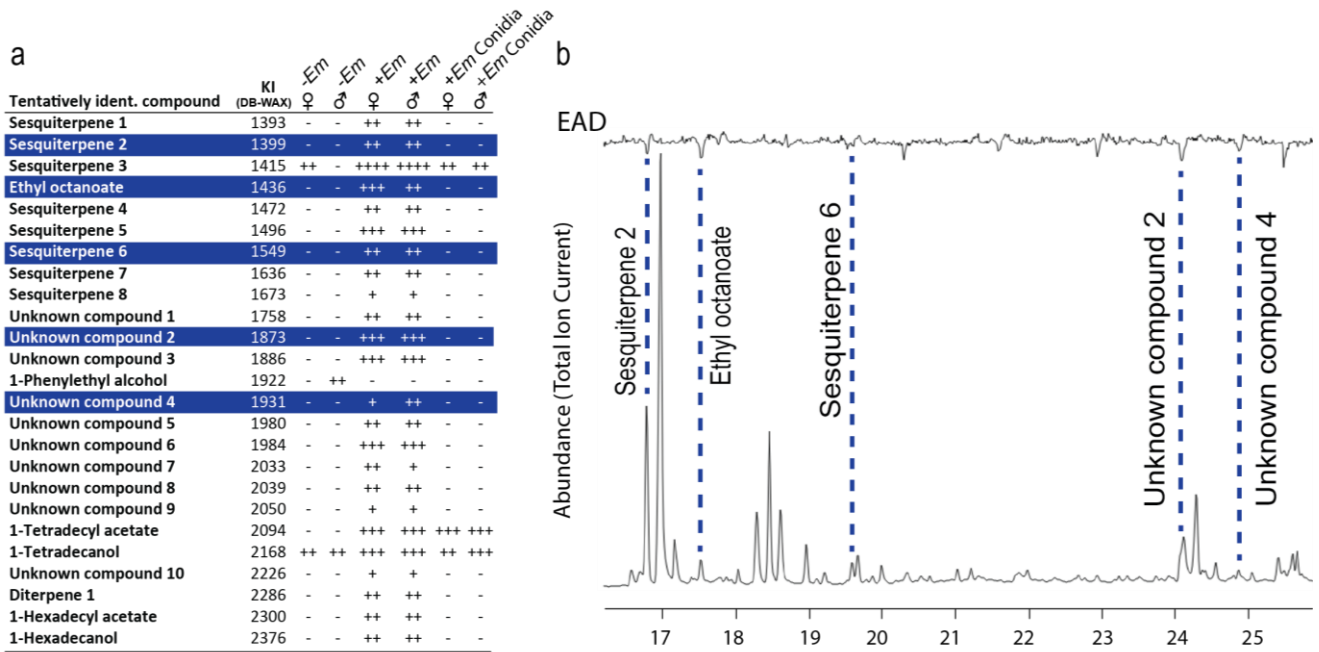 a
-Em -Em +Em +Em +Em Conidia +Em Conidia
Tentatively ident. compound KI (DB-WAX) ♀ ♂ ♀ ♂ ♀ ♂
Sesquiterpene 1 1393 - - ++ ++ - -
Sesquiterpene 2 1399 - - ++ ++ - -
Sesquiterpene 3 1415 ++ - ++++ ++++ ++ ++
Ethyl octanoate 1436 - - +++ ++ - -
Sesquiterpene 4 1472 - - ++ ++ - -
Sesquiterpene 5 1496 - - +++ +++ - -
Sesquiterpene 6 1549 - - ++ ++ - -
Sesquiterpene 7 1636 - - ++ ++ - -
Sesquiterpene 8 1673 - - + + - -
Unknown compound 1 1758 - - ++ ++ - -
Unknown compound 2 1873 - - +++ +++ - -
Unknown compound 3 1886 - - +++ +++ - -
1-Phenylethyl alcohol 1922 - ++ - - - -
Unknown compound 4 1931 - - + ++ - -
Unknown compound 5 1980 - - ++ ++ - -
Unknown compound 6 1984 - - +++ +++ - -
Unknown compound 7 2033 - - ++ + - -
Unknown compound 8 2039 - - ++ ++ - -
Unknown compound 9 2050 - - + + - -
1-Tetradecyl acetate 2094 - - +++ +++ +++ +++
1-Tetradecanol 2168 ++ ++ +++ +++ ++ +++
Unknown compound 10 2226 - - + + - -
Diterpene 1 2286 - - ++ ++ - -
1-Hexadecyl acetate 2300 - - ++ ++ - -
1-Hexadecanol 2376 - - ++ ++ - -
b
EAD
Abundance (Total Ion Current)
Sesquiterpene 2
Ethyl octanoate
Sesquiterpene 6
Unknown compound 2
Unknown compound 4
17 18 19 20 21 22 23 24 25